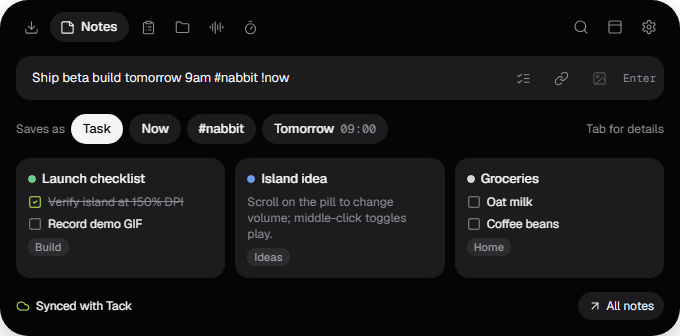 Notes
Ship beta build tomorrow 9am #nabbit !now
Enter
Saves as Task Now #nabbit Tomorrow 09:00 Tab for details
Launch checklist
Verify island at 150% DPI
Record demo GIF
Build
Island idea
Scroll on the pill to change
volume; middle-click toggles
play.
Ideas
Groceries
Oat milk
Coffee beans
Home
Synced with Tack
All notes